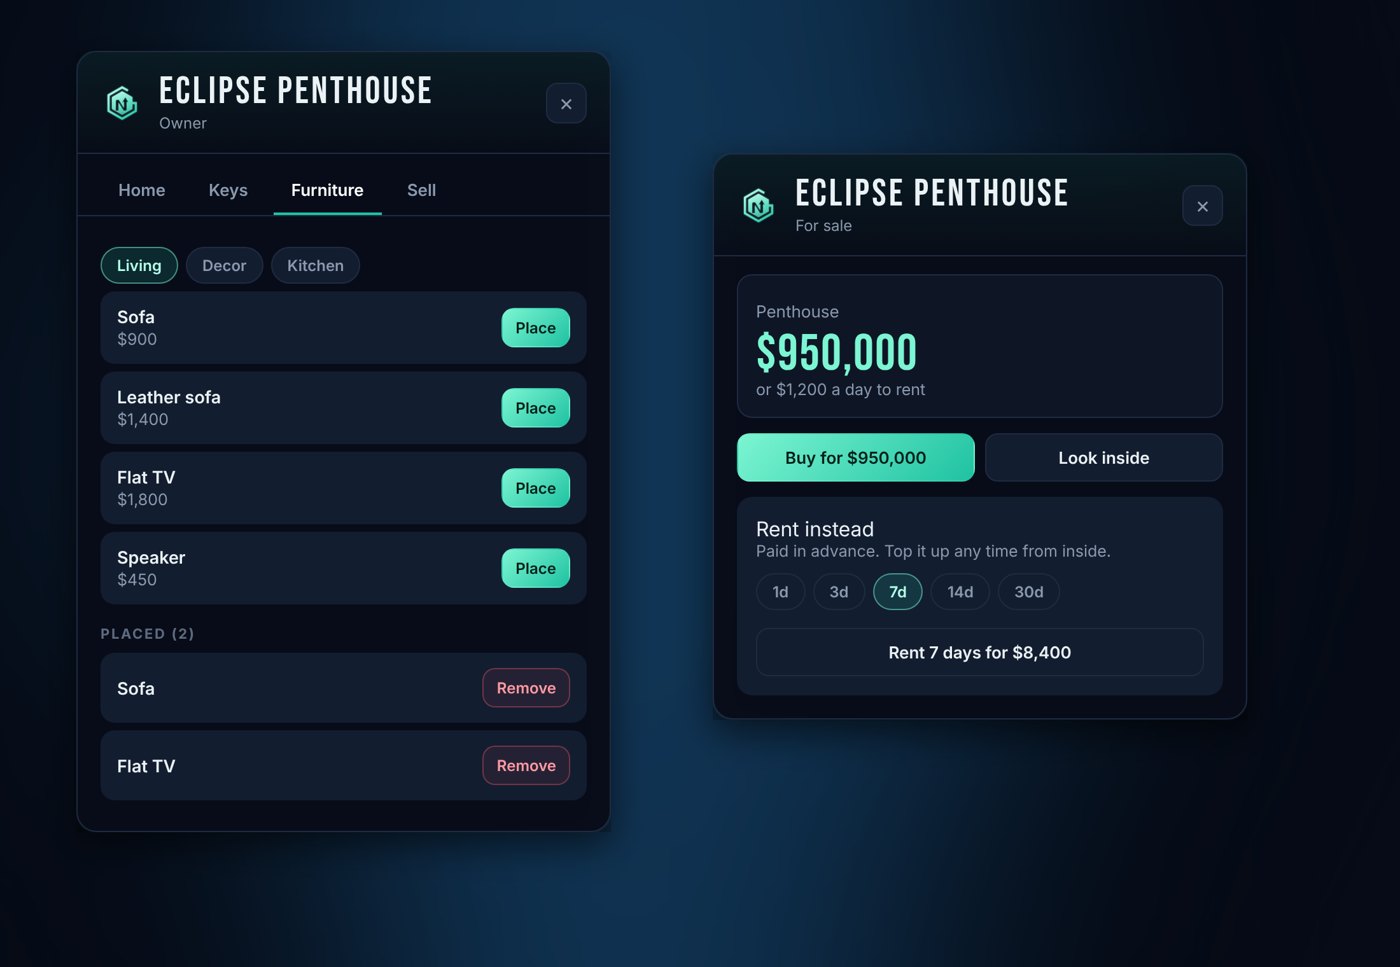 ECLIPSE PENTHOUSE
Owner
Home Keys Furniture Sell
Living Decor Kitchen
Sofa
$900
Place
Leather sofa
$1,400
Place
Flat TV
$1,800
Place
Speaker
$450
Place
PLACED (2)
Sofa
Remove
Flat TV
Remove
ECLIPSE PENTHOUSE
For sale
Penthouse
$950,000
or $1,200 a day to rent
Buy for $950,000
Look inside
Rent instead
Paid in advance. Top it up any time from inside.
1d 3d 7d 14d 30d
Rent 7 days for $8,400